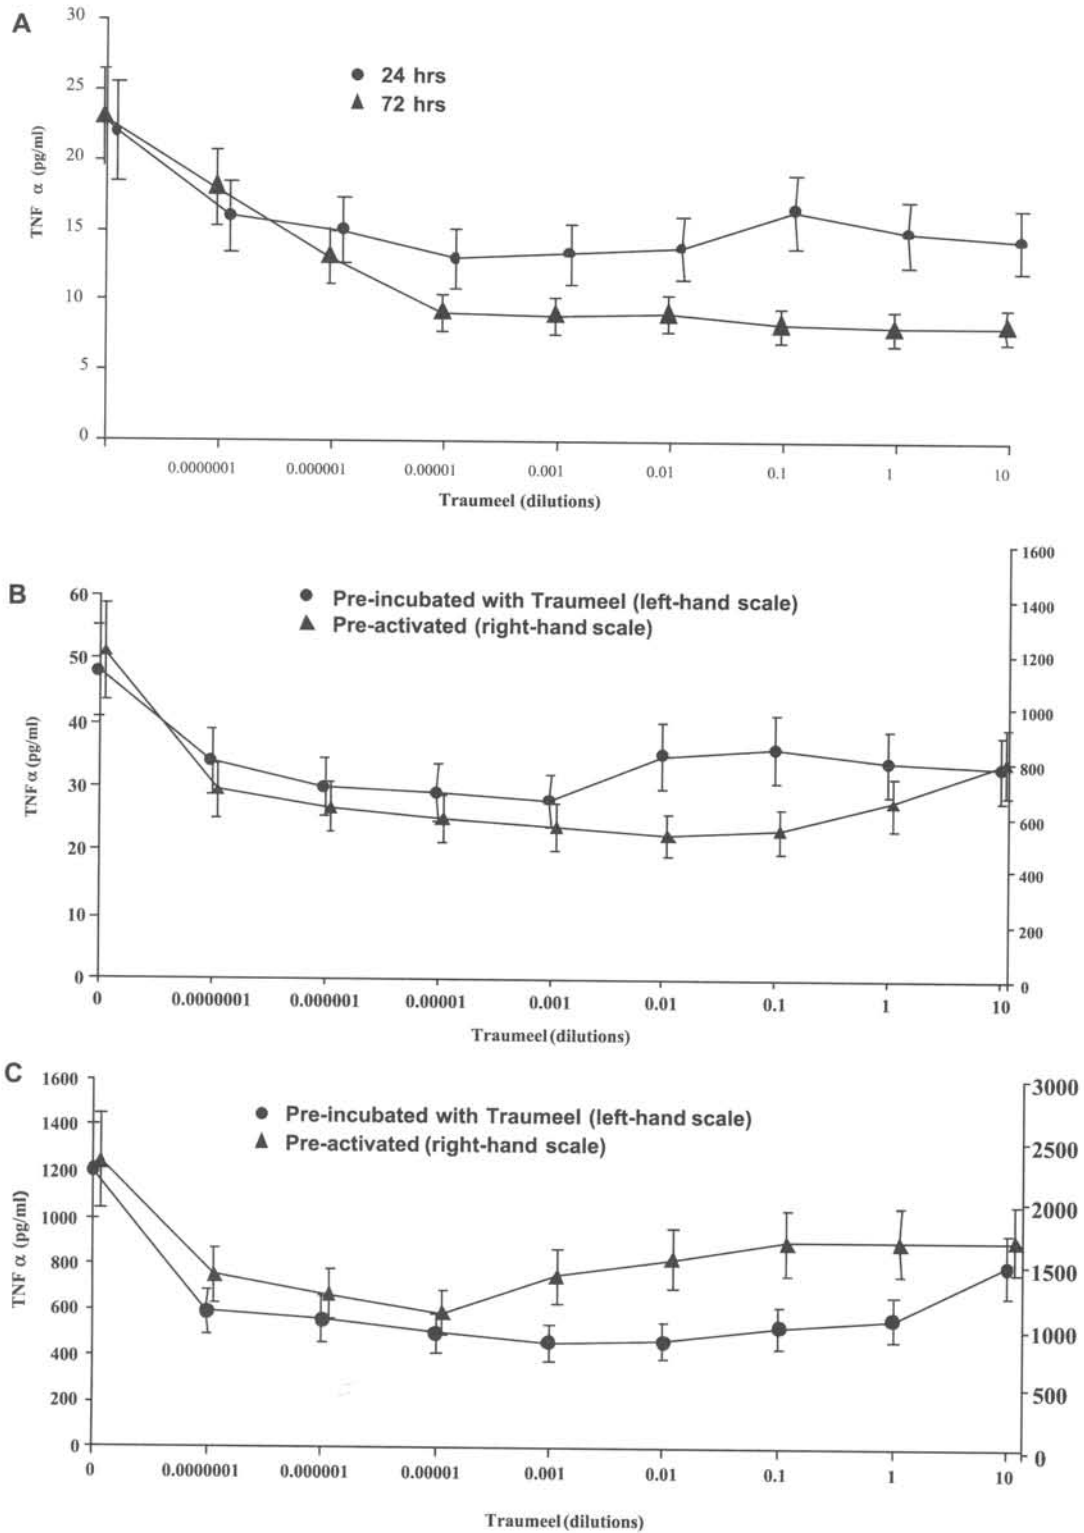 A
30
25
20
15
10
5
0
TNF α (pg/ml)
24 hrs
72 hrs
0.0000001 0.000001 0.00001 0.001 0.01 0.1 1 10
Traumeel (dilutions)
B
60
50
40
30
20
10
0
TNF α (pg/ml)
Pre-incubated with Traumeel (left-hand scale)
Pre-activated (right-hand scale)
1600
1400
1200
1000
800
600
400
200
0
0 0.0000001 0.000001 0.00001 0.001 0.01 0.1 1 10
Traumeel (dilutions)
C
1600
1400
1200
1000
800
600
400
200
0
TNF α (pg/ml)
Pre-incubated with Traumeel (left-hand scale)
Pre-activated (right-hand scale)
3000
2500
2000
1500
1000
500
0
0 0.0000001 0.000001 0.00001 0.001 0.01 0.1 1 10
Traumeel (dilutions)